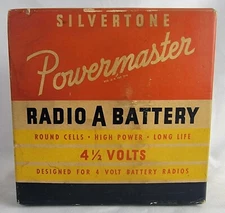 SILVERTONE
Powermaster
RADIO A BATTERY
ROUND CELLS • HIGH POWER • LONG LIFE
4½ VOLTS
DESIGNED FOR 4 VOLT BATTERY RADIOS